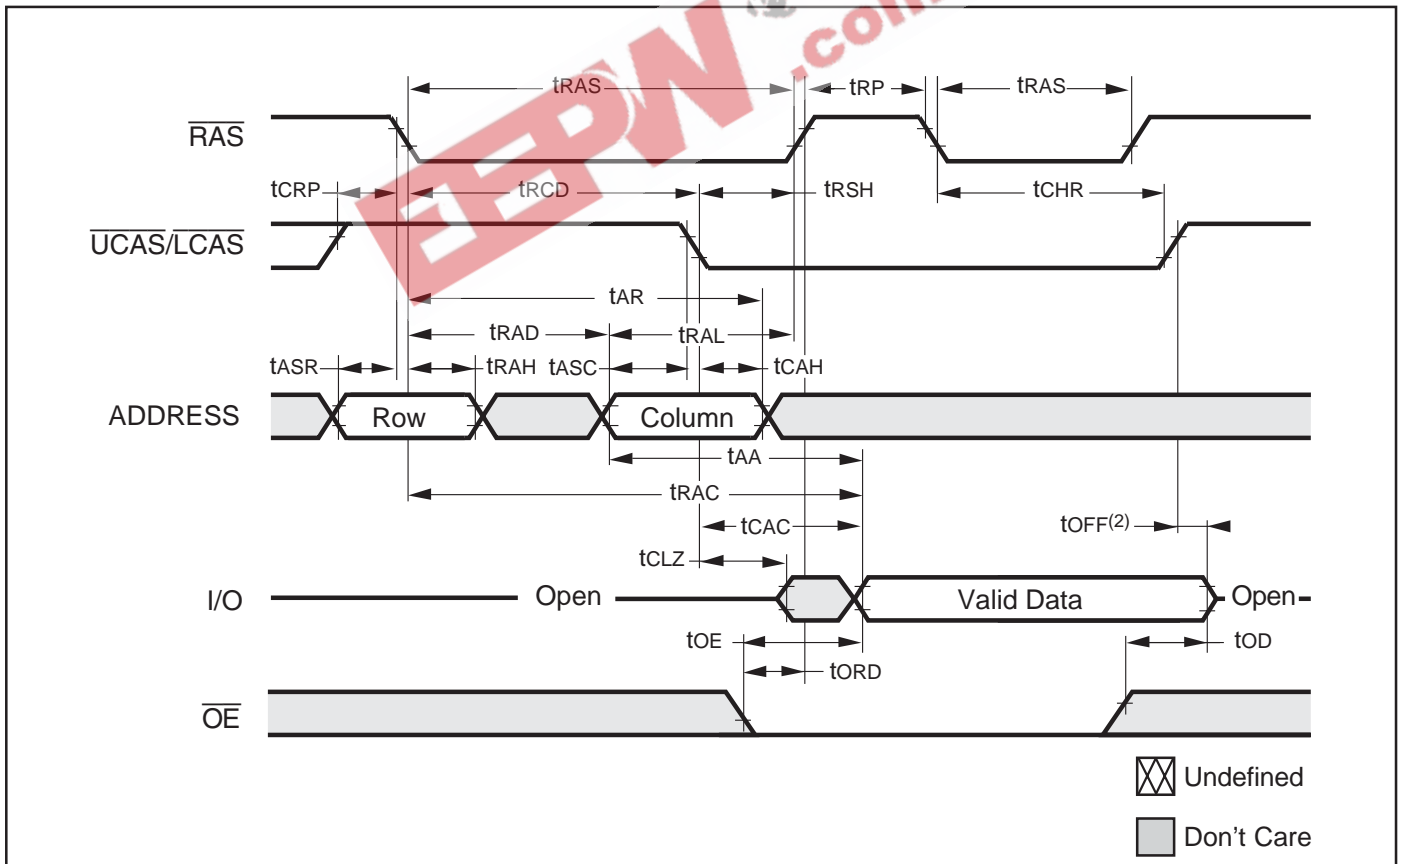 EEPW
.com
tRAS tRP tRAS
RAS
tCRP tRCD tRSH tCHR
UCAS/LCAS
tAR
tRAD tRAL
tASR tRAH tASC tCAH
ADDRESS Row Column
tAA
tRAC
tCAC tOFF(2)
tCLZ
I/O Open Valid Data Open
tOE tOD
tORD
OE
Undefined
Don't Care